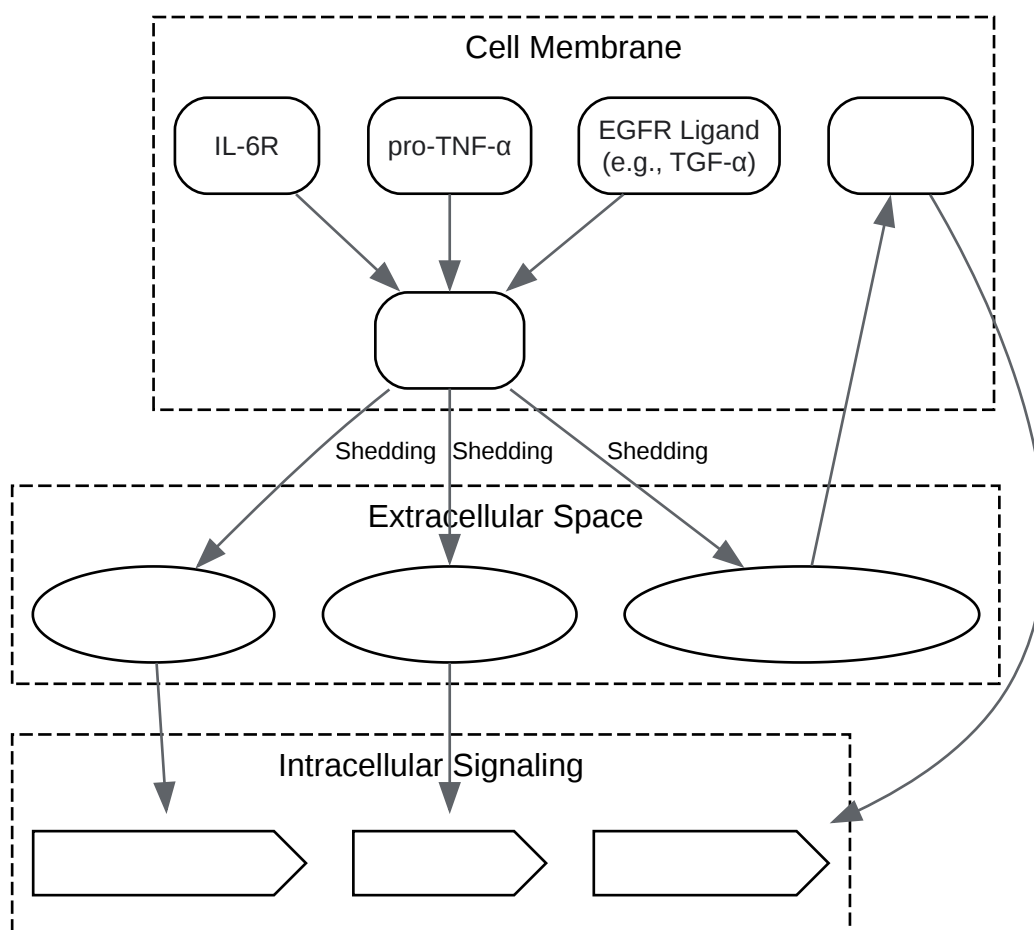 Cell Membrane
IL-6R
pro-TNF-α
EGFR Ligand
(e.g., TGF-α)
Shedding
Shedding
Shedding
Extracellular Space
Intracellular Signaling